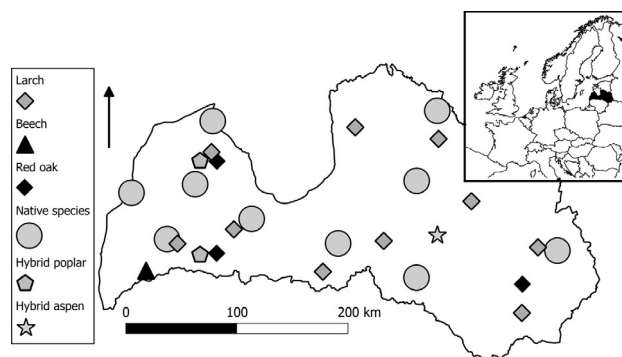 Larch
Beech
Red oak
Native species
Hybrid poplar
Hybrid aspen
0 100 200 km